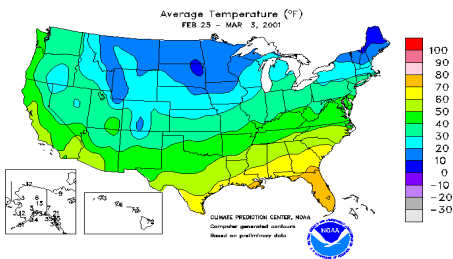 Average Temperature (°F)
FEB 25 - MAR 3, 2001
100
90
80
70
60
50
40
30
20
10
0
-10
-20
-30
CLIMATE PREDICTION CENTER, NOAA
Computer generated contours
Based on preliminary data
NOAA